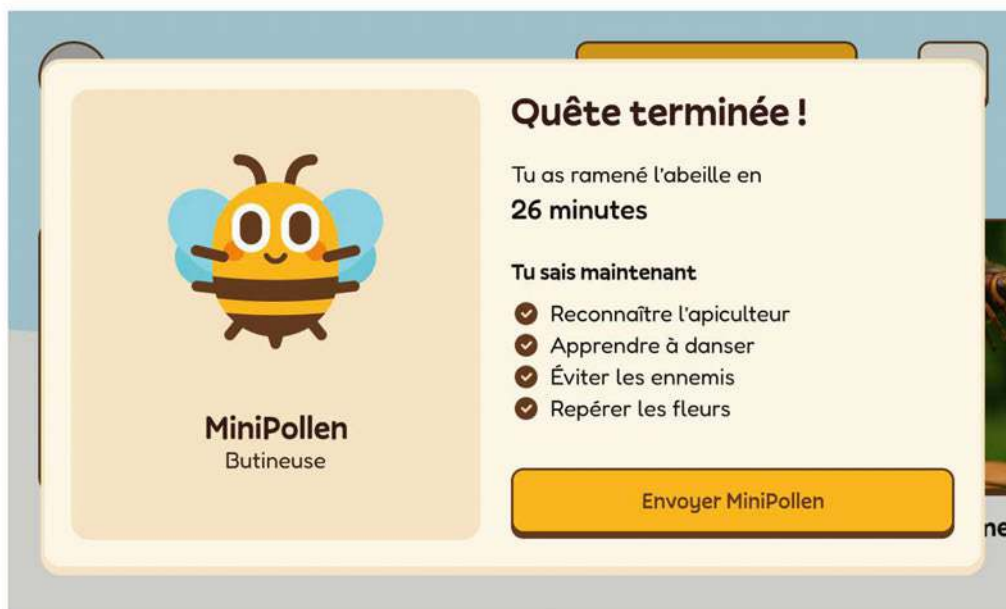 Quête terminée !
Tu as ramené l'abeille en
26 minutes
Tu sais maintenant
Reconnaître l'apiculteur
Apprendre à danser
Éviter les ennemis
Repérer les fleurs
MiniPollen
Butineuse
Envoyer MiniPollen